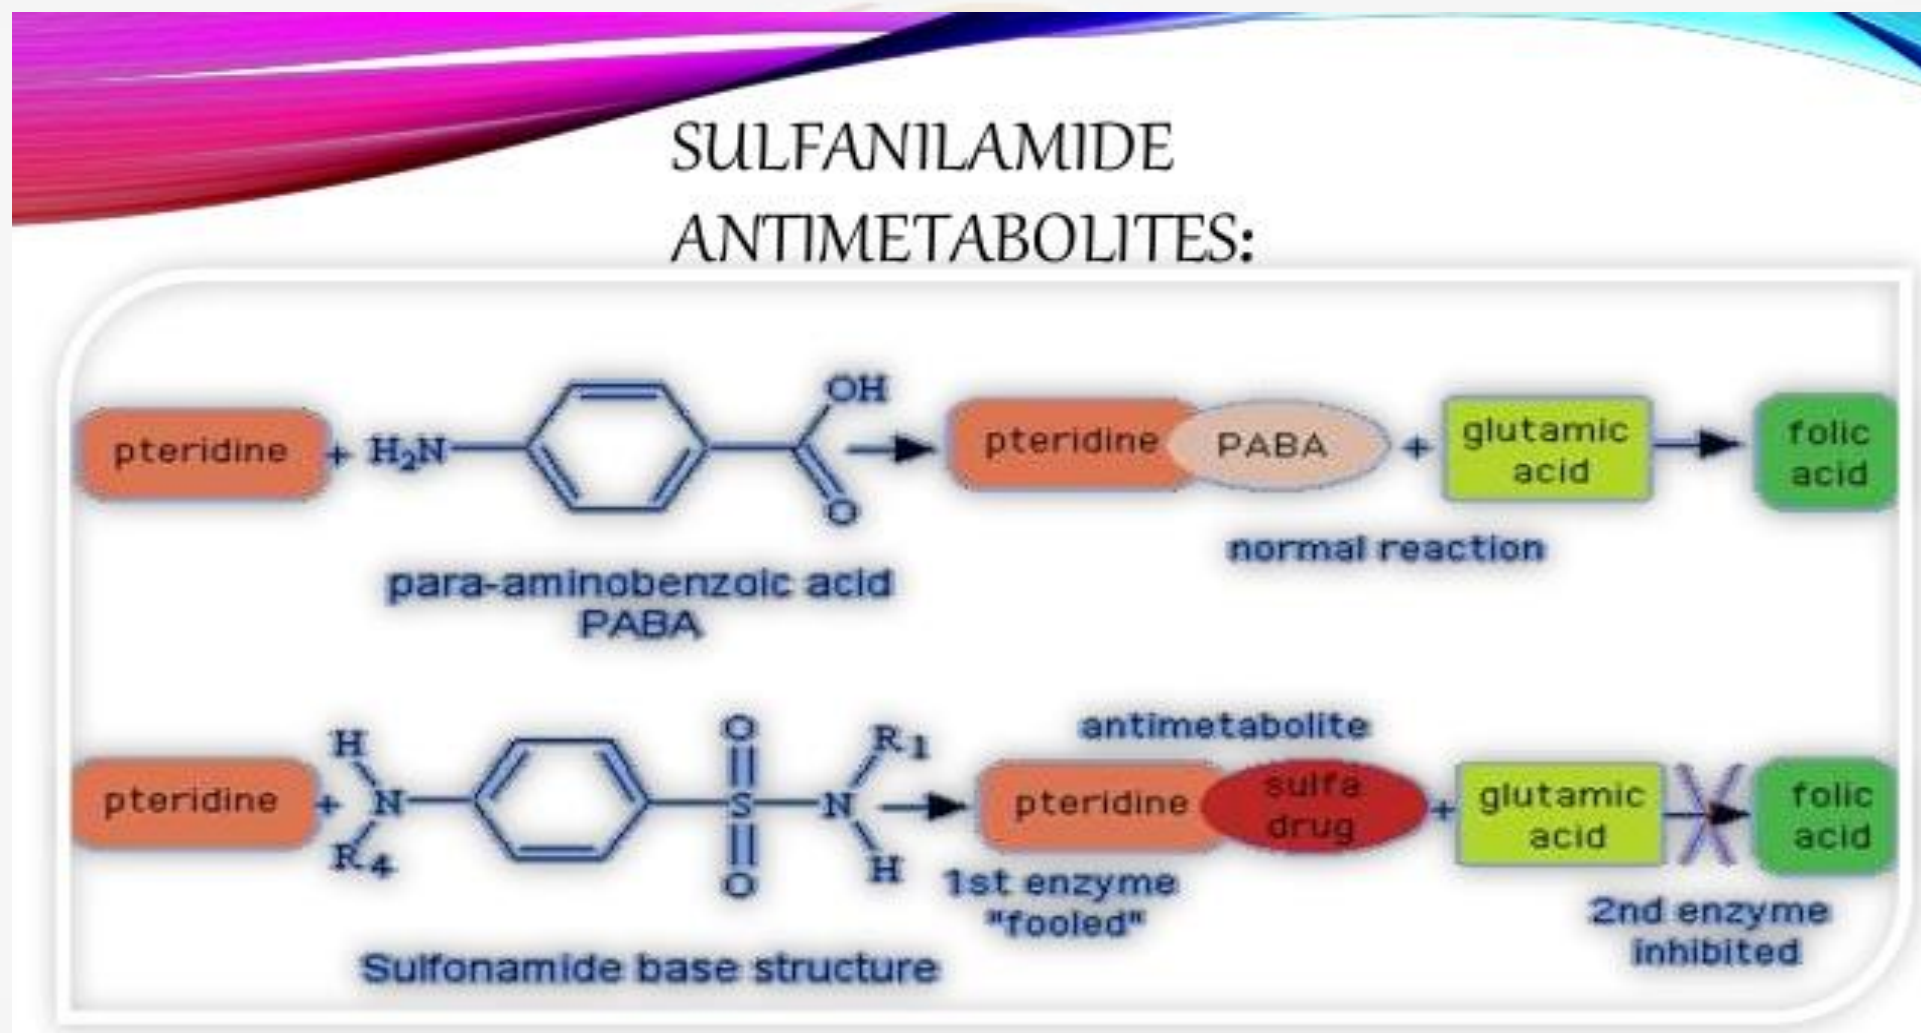 SULFANILAMIDE
ANTIMETABOLITES:
pteridine + H₂N OH O pteridine PABA + glutamic acid folic acid
normal reaction
para-aminobenzoic acid
PABA
antimetabolite
pteridine + H N R₄ O S O N R₁ H pteridine sulfa drug + glutamic acid folic acid
1st enzyme
"fooled"
2nd enzyme
inhibited
Sulfonamide base structure